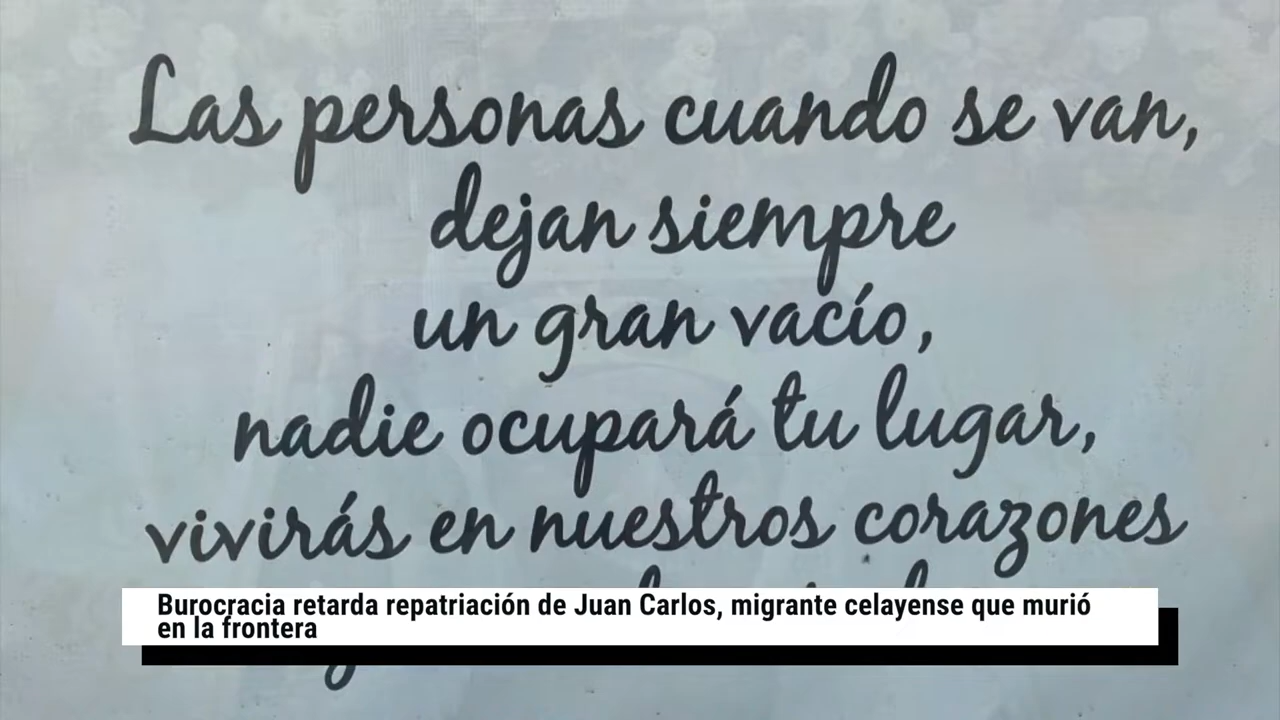 Las personas cuando se van,
dejan siempre
un gran vacío,
nadie ocupará tu lugar,
vivirás en nuestros corazones
Burocracia retarda repatriación de Juan Carlos, migrante celayense que murió
en la frontera